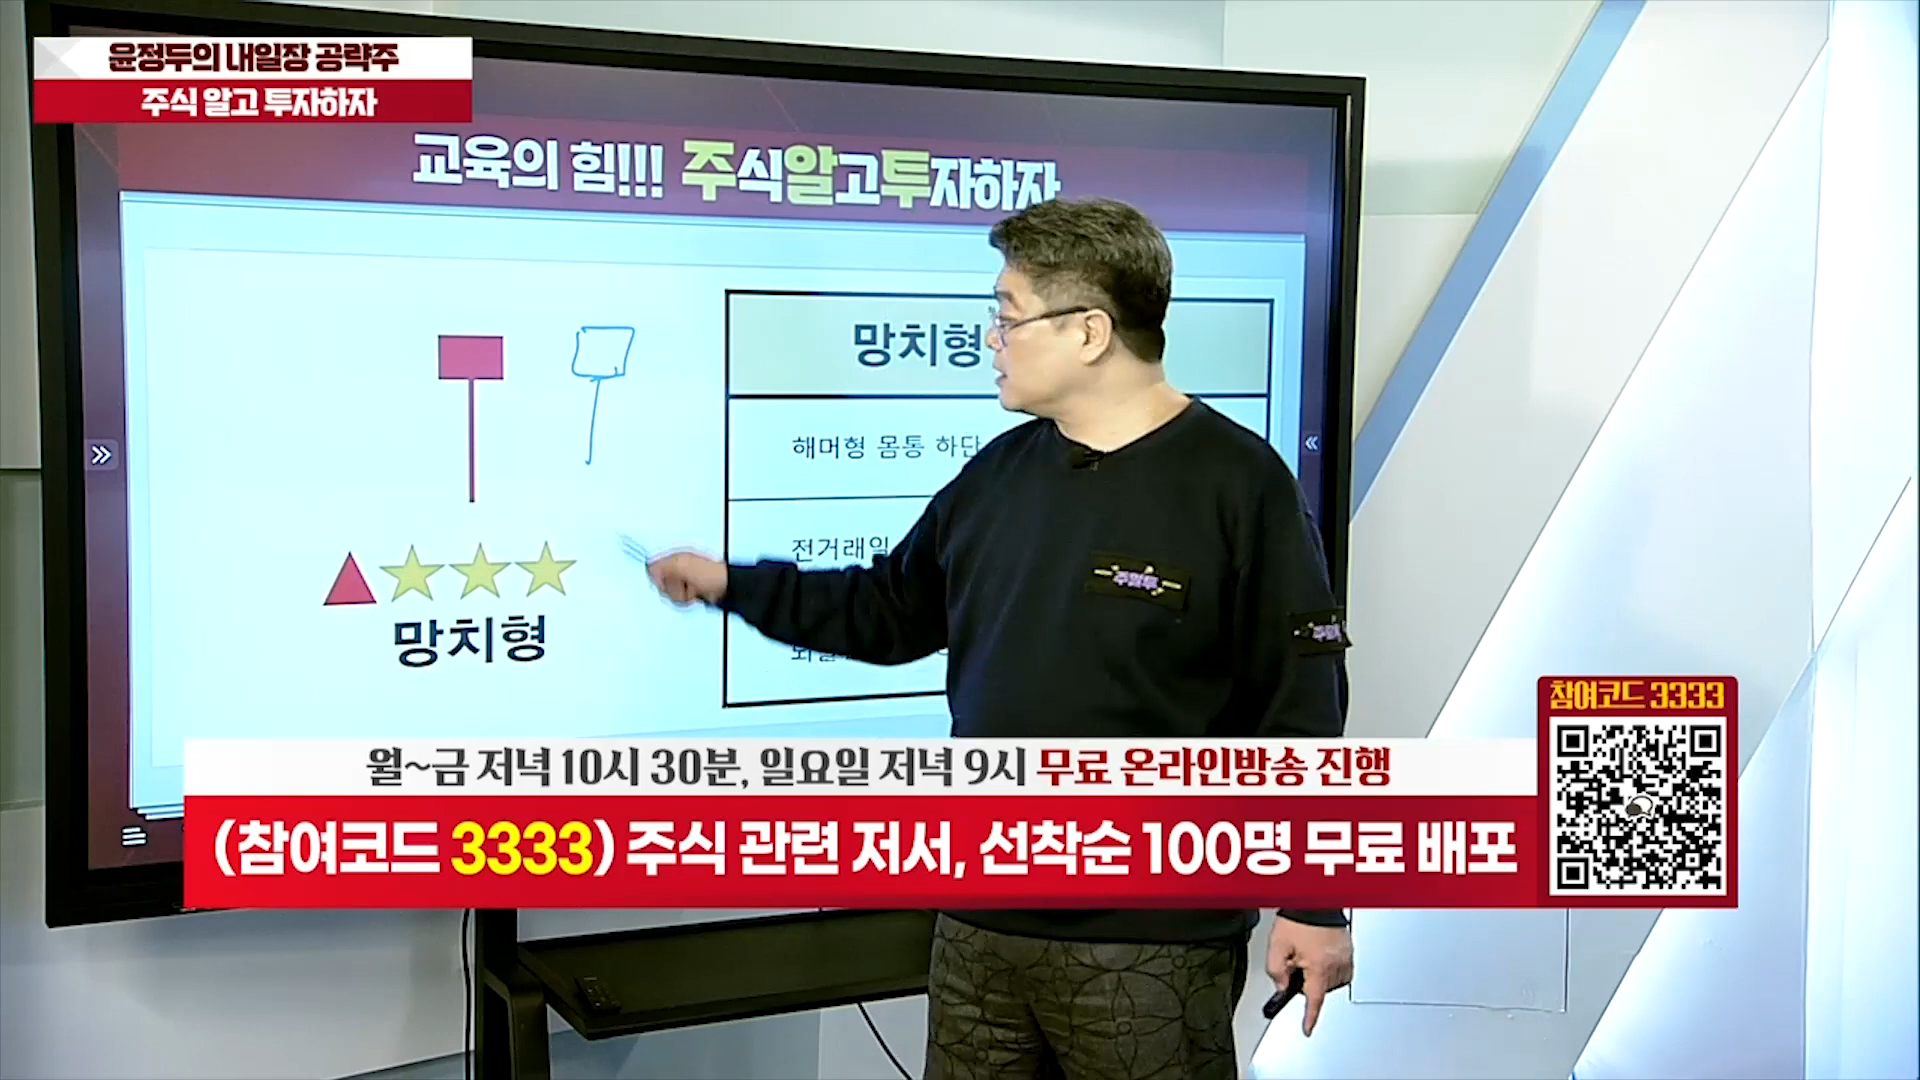 윤정두의 내일장 공략주
주식 알고 투자하자
교육의 힘!!! 주식알고투자하자
망치형
해머형 몸통 하단
전거래일
망치형
주알투
참여코드 3333
월~금 저녁 10시 30분, 일요일 저녁 9시 무료 온라인방송 진행
(참여코드 3333) 주식 관련 저서, 선착순 100명 무료 배포